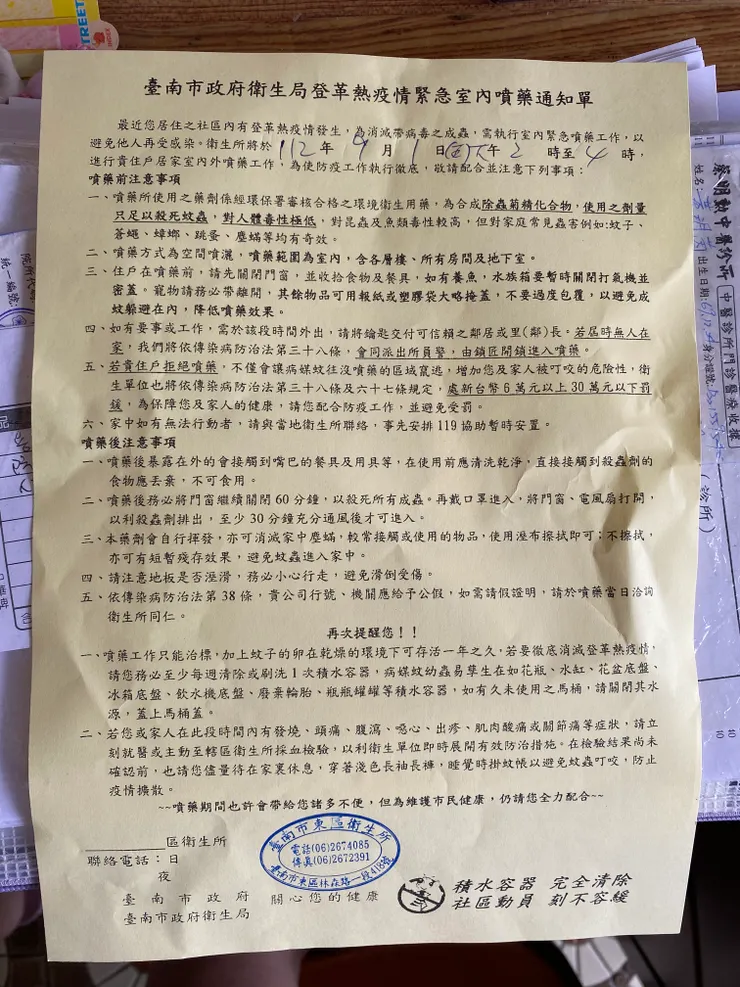 STREET
臺南市政府衛生局登革熱疫情緊急室內噴藥通知單
最近您居住之社區內有登革熱疫情發生，為消滅帶病毒之成蟲，需執行室內緊急噴藥工作，以
避免他人再受感染。衛生所將於 112 年 9 月 1 日(五)下午 2 時至 4 時，
進行貴住戶居家室內外噴藥工作，為使防疫工作執行徹底，敬請配合並注意下列事項：
噴藥前注意事項
一、噴藥所使用之藥劑係經環保署審核合格之環境衛生用藥，為合成除蟲菊精化合物，使用之劑量
只足以殺死蚊蟲，對人體毒性極低，對昆蟲及魚類毒性較高，但對家庭常見蟲害例如:蚊子、
蒼蠅、蟑螂、跳蚤、塵蟎等均有奇效。
二、噴藥方式為空間噴灑，噴藥範圍為室內，含各層樓、所有房間及地下室。
三、住戶在噴藥前，請先關閉門窗，並收拾食物及餐具，如有養魚，水族箱要暫時關閉打氣機並
密蓋。寵物請務必帶離開，其餘物品可用報紙或塑膠袋大略掩蓋，不要過度包覆，以避免成
蚊躲避在內，降低噴藥效果。
四、如有要事或工作，需於該段時間外出，請將鑰匙交付可信賴之鄰居或里(鄰)長。若屆時無人在
家，我們將依傳染病防治法第三十八條，會同派出所員警，由鎖匠開鎖進入噴藥。
五、若貴住戶拒絕噴藥，不僅會讓病媒蚊往沒噴藥的區域竄逃，增加您及家人被叮咬的危險性，衛
生單位也將依傳染病防治法第三十八條及六十七條規定，處新台幣 6 萬元以上 30 萬元以下罰
鍰，為保障您及家人的健康，請您配合防疫工作，並避免受罰。
六、家中如有無法行動者，請與當地衛生所聯絡，事先安排 119 協助暫時安置。
噴藥後注意事項
一、噴藥後暴露在外的會接觸到嘴巴的餐具及用具等，在使用前應清洗乾淨，直接接觸到殺蟲劑的
食物應丟棄，不可食用。
二、噴藥後務必將門窗繼續關閉 60 分鐘，以殺死所有成蟲。再戴口罩進入，將門窗、電風扇打開，
以利殺蟲劑排出，至少 30 分鐘充分通風後才可進入。
三、本藥劑會自行揮發，亦可消滅家中塵蟎，較常接觸或使用的物品，使用溼布擦拭即可；不擦拭，
亦可有短暫殘存效果，避免蚊蟲進入家中。
四、請注意地板是否溼滑，務必小心行走，避免滑倒受傷。
五、依傳染病防治法第 38 條，貴公司行號、機關應給予公假，如需請假證明，請於噴藥當日洽詢
衛生所同仁。
再次提醒您！！
一、噴藥工作只能治標，加上蚊子的卵在乾燥的環境下可存活一年之久，若要徹底消滅登革熱疫情，
請您務必至少每週清除或刷洗 1 次積水容器，病媒蚊幼蟲易孳生在如花瓶、水缸、花盆底盤、
冰箱底盤、飲水機底盤、廢棄輪胎、瓶瓶罐罐等積水容器，如有久未使用之馬桶，請關閉其水
源，蓋上馬桶蓋。
二、若您或家人在此段時間內有發燒、頭痛、腹瀉、噁心、出疹、肌肉酸痛或關節痛等症狀，請立
刻就醫或主動至轄區衛生所採血檢驗，以利衛生單位即時展開有效防治措施。在檢驗結果尚未
確認前，也請您儘量待在家裏休息，穿著淺色長袖長褲，睡覺時掛蚊帳以避免蚊蟲叮咬，防止
疫情擴散。
~~噴藥期間也許會帶給您諸多不便，但為維護市民健康，仍請您全力配合~~
區衛生所
聯絡電話：日
夜
臺南市東區衛生所
電話(06)2674085
傳真(06)2672391
臺南市東區林森路一段418號
臺南市政府
臺南市政府衛生局
關心您的健康
積水容器 完全清除
社區動員 刻不容緩
中醫診所門診醫療收據
姓名:
出生日期:
身分證號:
(診所)
統一編號